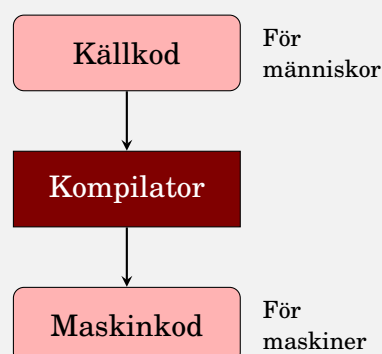 Källkod
För
människor
Kompilator
Maskinkod
För
maskiner